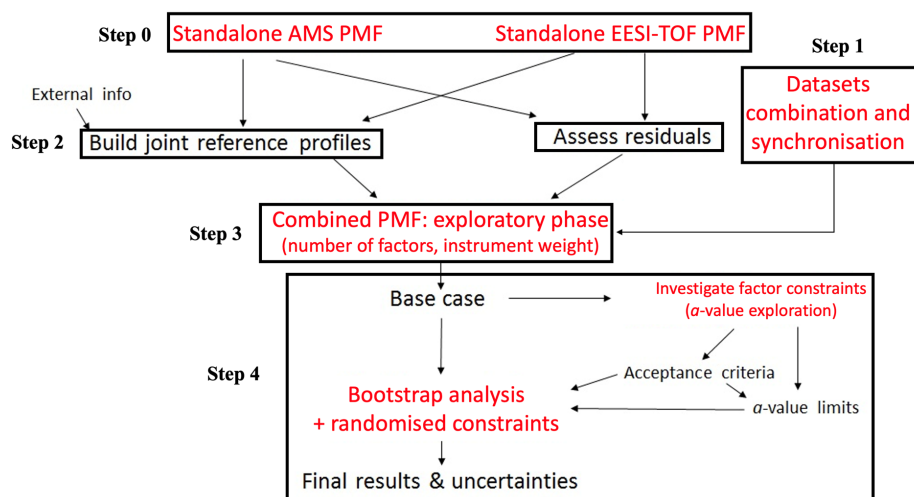 Step 0
Standalone AMS PMF
Standalone EESI-TOF PMF
Step 1
Datasets
combination and
synchronisation
External info
Step 2
Build joint reference profiles
Assess residuals
Step 3
Combined PMF: exploratory phase
(number of factors, instrument weight)
Step 4
Base case
Investigate factor constraints
(a-value exploration)
Acceptance criteria
a-value limits
Bootstrap analysis
+ randomised constraints
Final results & uncertainties